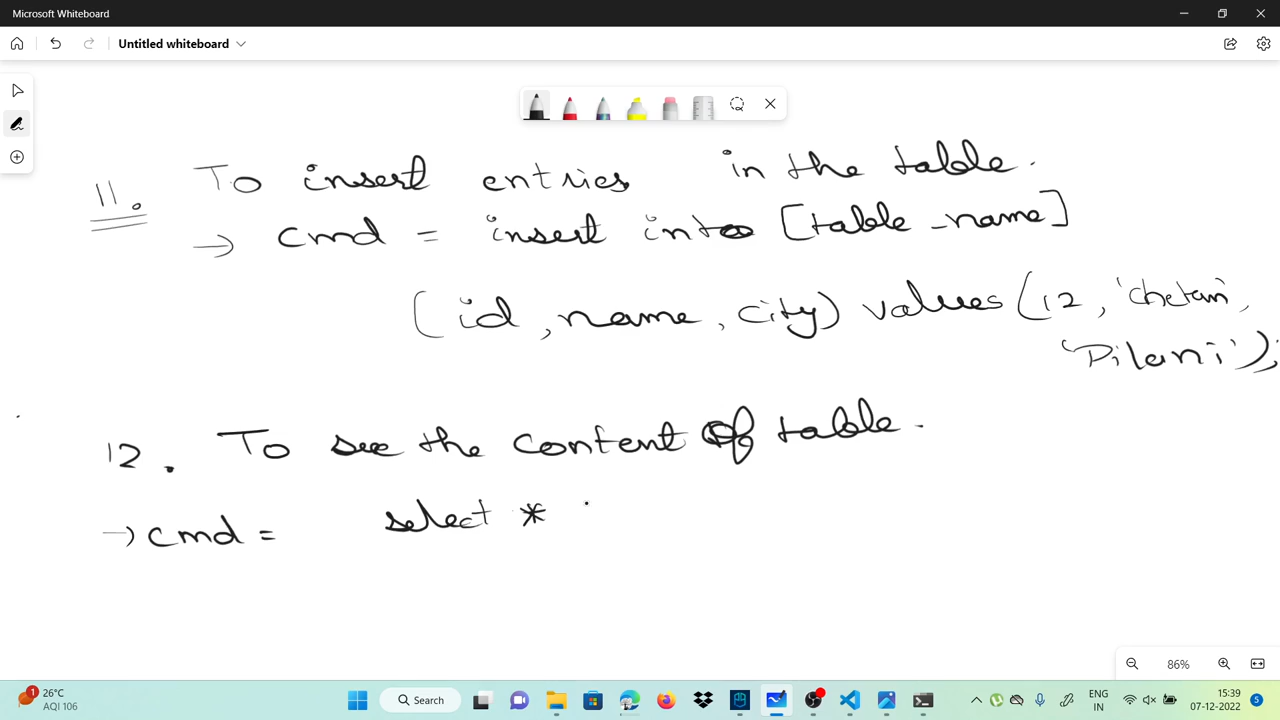 Microsoft Whiteboard
Untitled whiteboard
11. To insert entries in the table.
→ cmd = insert into [table_name]
(id, name, city) values (12, 'chetan',
'Pilani');
12. To see the content of table.
→ cmd = select *
86%
1
26°C
AQI 106
Search
ENG
IN
15:39
07-12-2022
5